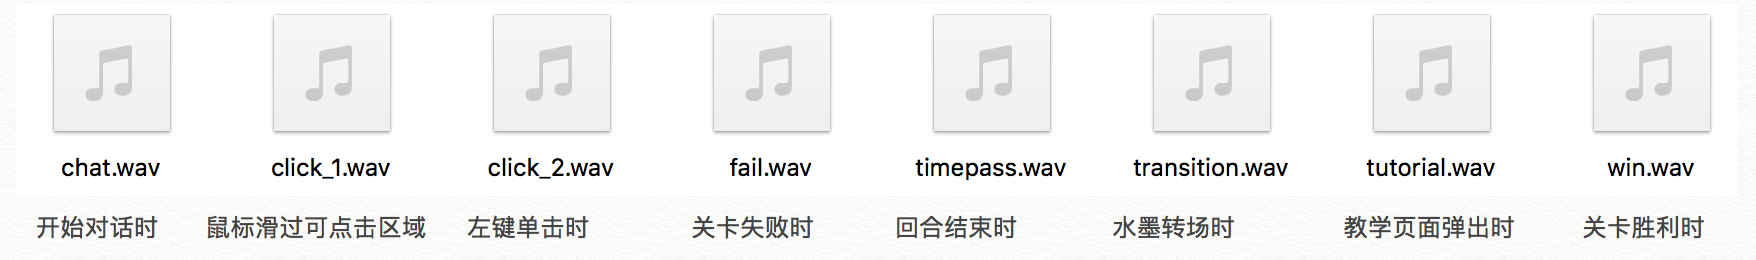 chat.wav click_1.wav click_2.wav fail.wav timepass.wav transition.wav tutorial.wav win.wav
开始对话时 鼠标滑过可点击区域 左键单击时 关卡失败时 回合结束时 水墨转场时 教学页面弹出时 关卡胜利时